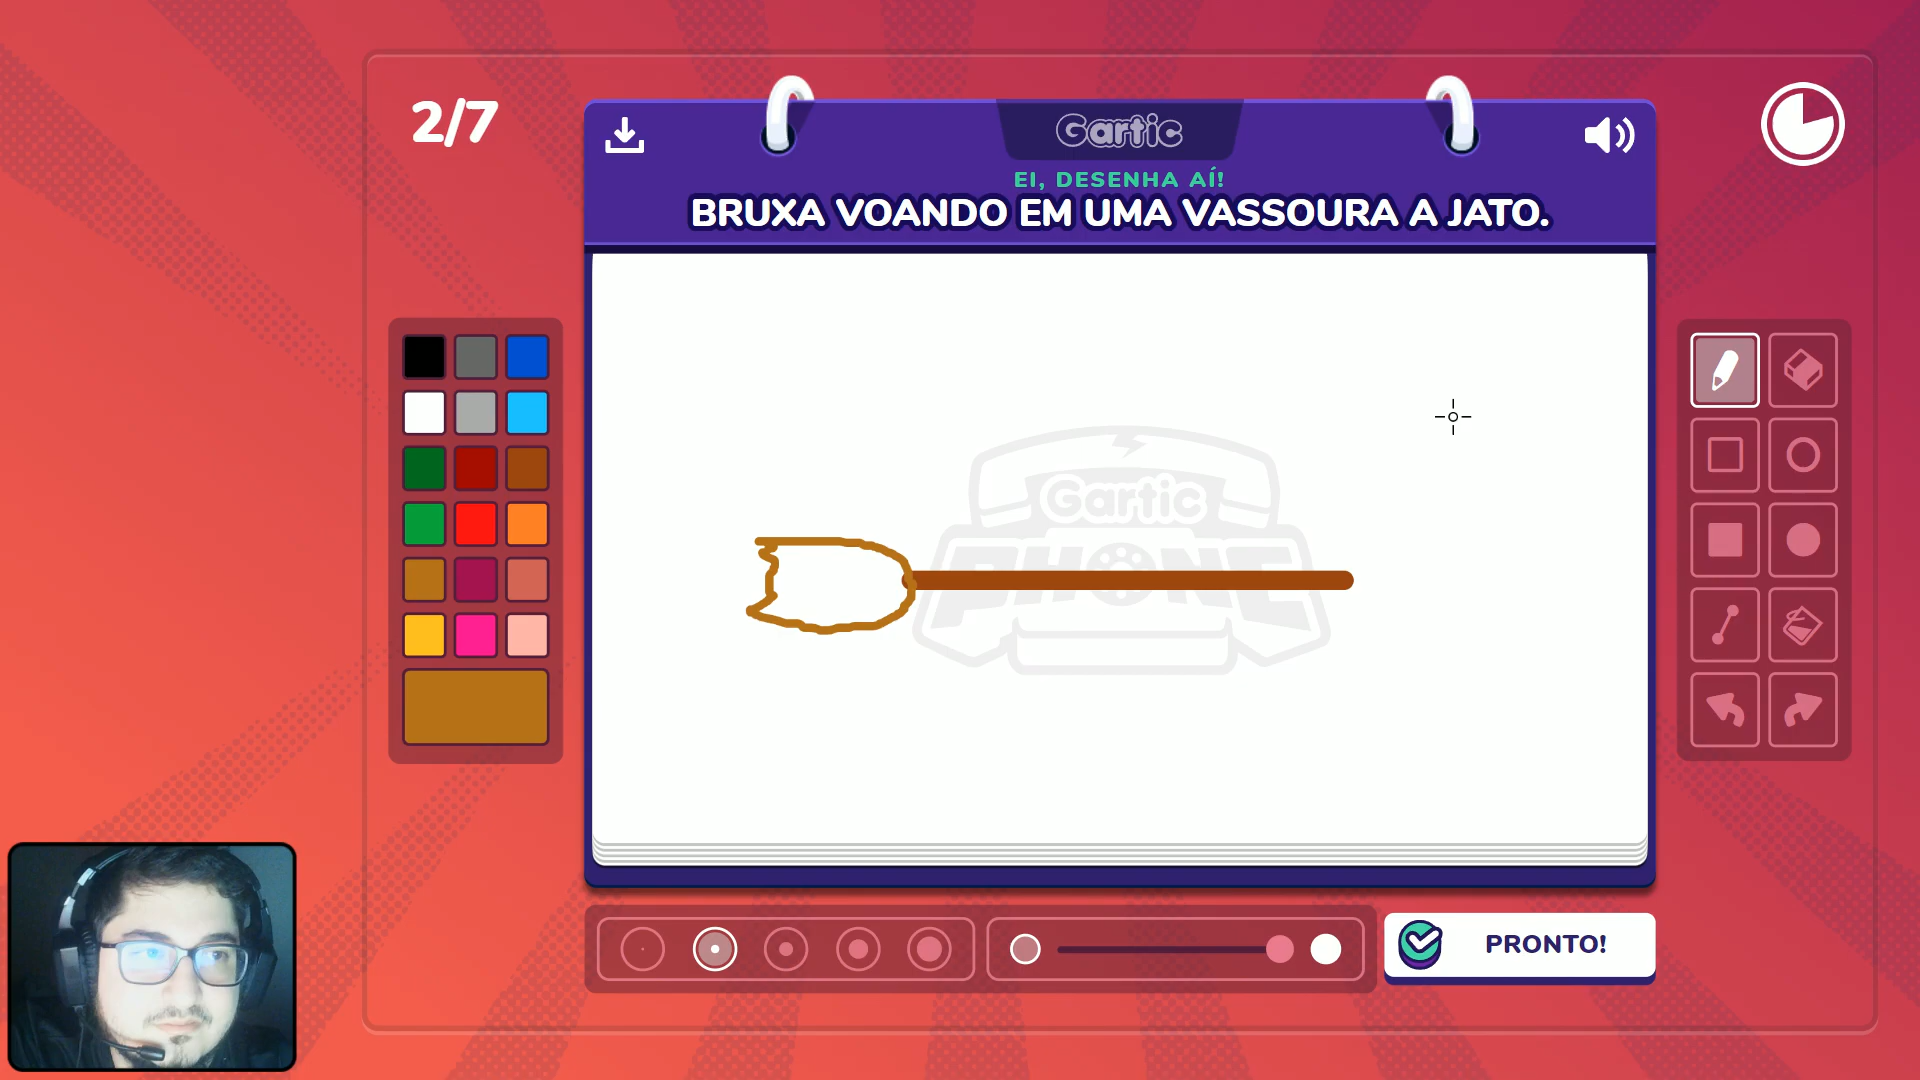 2/7
Gartic
EI, DESENHA AÍ!
BRUXA VOANDO EM UMA VASSOURA A JATO.
Gartic
PHONE
PRONTO!